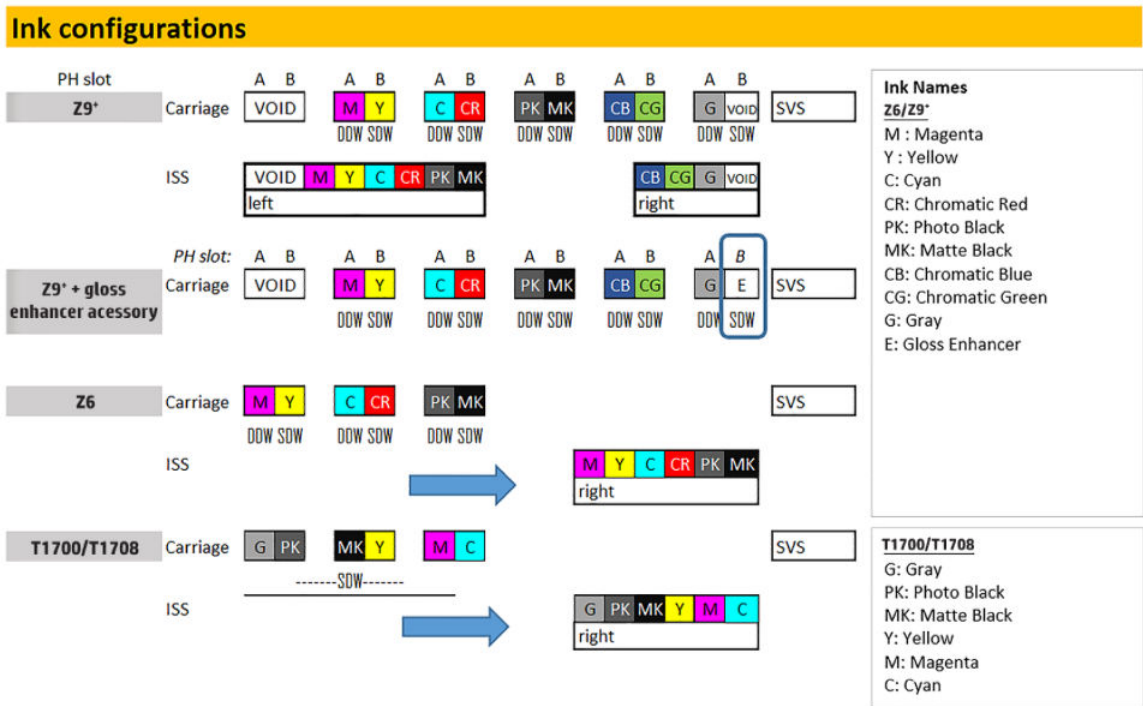 Ink configurations
PH slot A B A B A B A B A B A B
Z9+ Carriage VOID M Y C CR PK MK CB CG G VOID SVS
DDW SDW DDW SDW DDW SDW DDW SDW DDW SDW
ISS VOID M Y C CR PK MK CB CG G VOID
left right
PH slot: A B A B A B A B A B A B
Z9+ + gloss
enhancer acessory
Carriage VOID M Y C CR PK MK CB CG G E SVS
DDW SDW DDW SDW DDW SDW DDW SDW DDW SDW
Z6 Carriage M Y C CR PK MK SVS
DDW SDW DDW SDW DDW SDW
ISS M Y C CR PK MK
right
T1700/T1708 Carriage G PK MK Y M C SVS
-------SDW-------
ISS G PK MK Y M C
right
Ink Names
Z6/Z9+
M : Magenta
Y : Yellow
C: Cyan
CR: Chromatic Red
PK: Photo Black
MK: Matte Black
CB: Chromatic Blue
CG: Chromatic Green
G: Gray
E: Gloss Enhancer
T1700/T1708
G: Gray
PK: Photo Black
MK: Matte Black
Y: Yellow
M: Magenta
C: Cyan